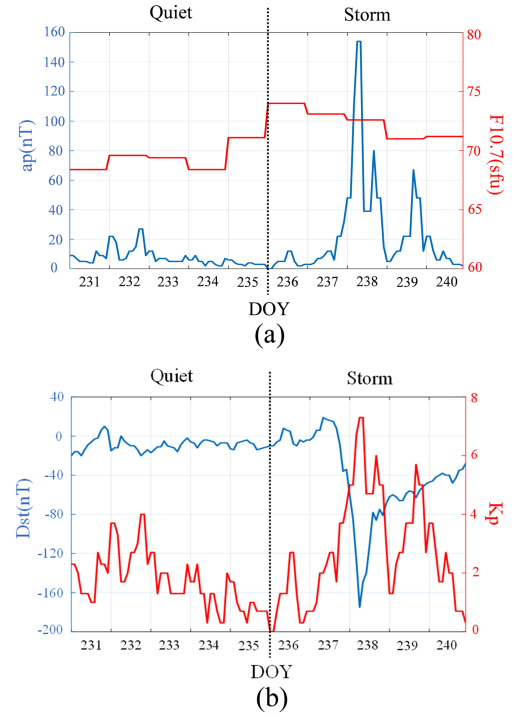 Quiet Storm
160 80
140
120 75
100
80 70
60
40 65
20
0 60
ap(nT)
F10.7(sfu)
231 232 233 234 235 236 237 238 239 240
DOY
(a)
Quiet Storm
40 8
0
6
-40
-80 4
-120
2
-160
-200 0
Dst(nT)
Kp
231 232 233 234 235 236 237 238 239 240
DOY
(b)